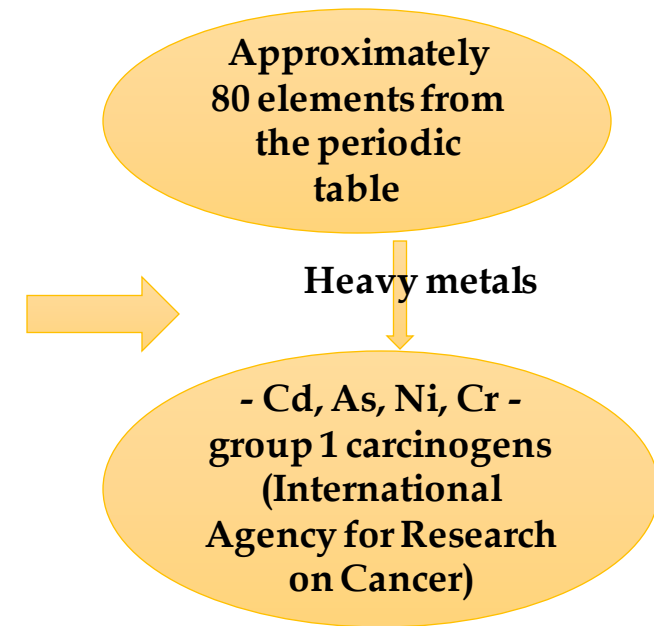 Approximately
80 elements from
the periodic
table
Heavy metals
- Cd, As, Ni, Cr -
group 1 carcinogens
(International
Agency for Research
on Cancer)